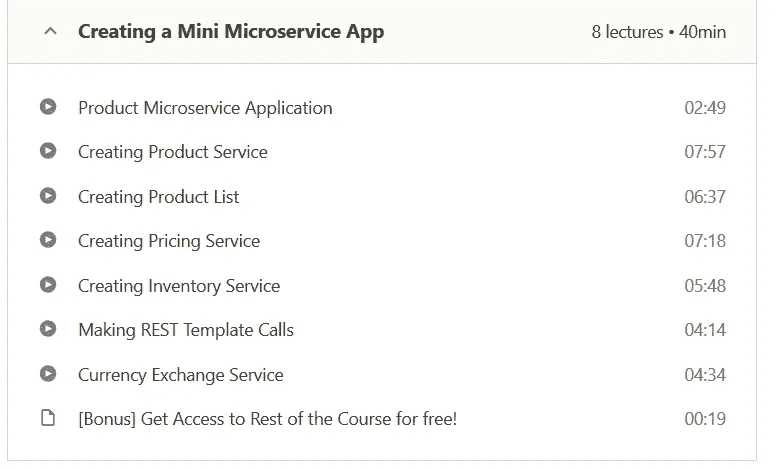 Creating a Mini Microservice App 8 lectures • 40min
Product Microservice Application 02:49
Creating Product Service 07:57
Creating Product List 06:37
Creating Pricing Service 07:18
Creating Inventory Service 05:48
Making REST Template Calls 04:14
Currency Exchange Service 04:34
[Bonus] Get Access to Rest of the Course for free! 00:19